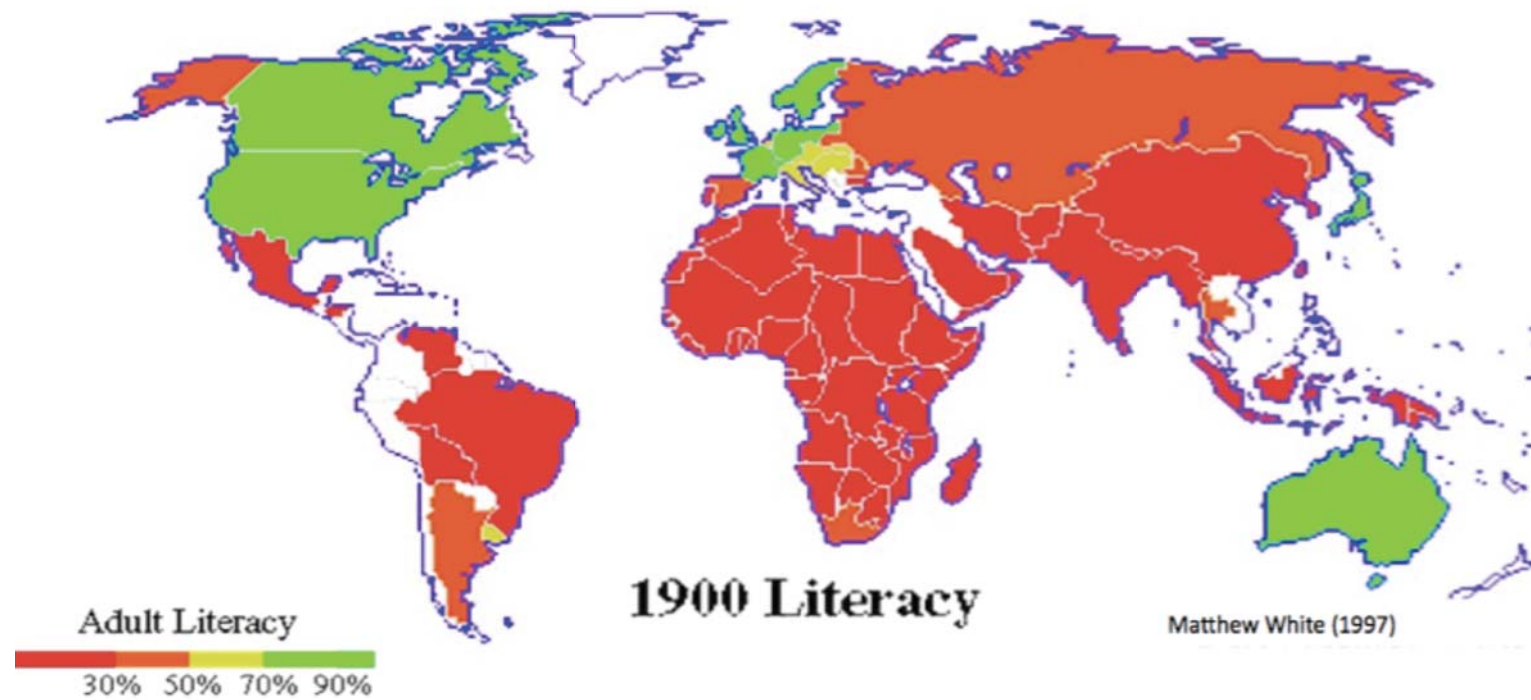 1900 Literacy
Adult Literacy
30% 50% 70% 90%
Matthew White (1997)